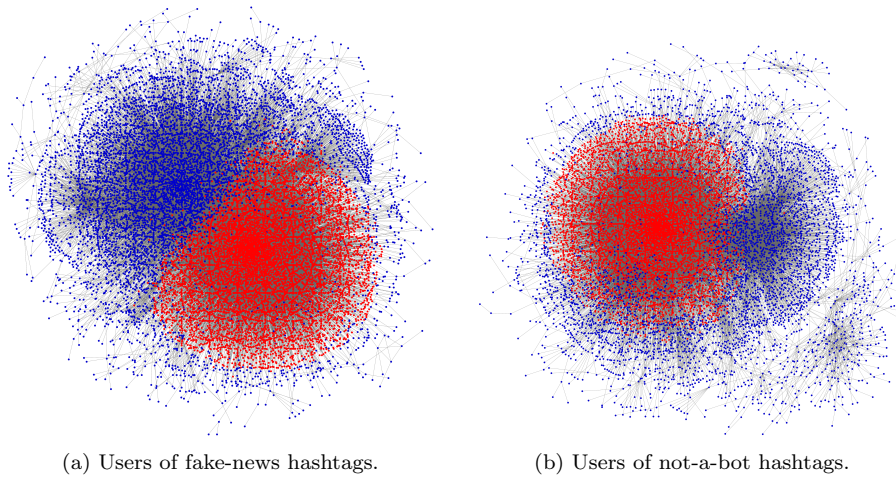 (a) Users of fake-news hashtags.
(b) Users of not-a-bot hashtags.